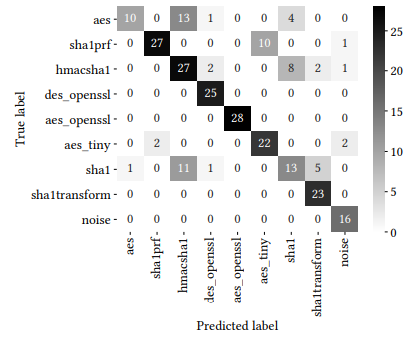 True label
aes 10 0 13 1 0 0 4 0 0
sha1prf 0 27 0 0 0 10 0 0 1
hmacsha1 0 0 27 2 0 0 8 2 1
des_openssl 0 0 0 25 0 0 0 0 0
aes_openssl 0 0 0 0 28 0 0 0 0
aes_tiny 0 2 0 0 0 22 0 0 2
sha1 1 0 11 1 0 0 13 5 0
sha1transform 0 0 0 0 0 0 0 23 0
noise 0 0 0 0 0 0 0 0 16
aes
sha1prf
hmacsha1
des_openssl
aes_openssl
aes_tiny
sha1
sha1transform
noise
Predicted label
25
20
15
10
5
0